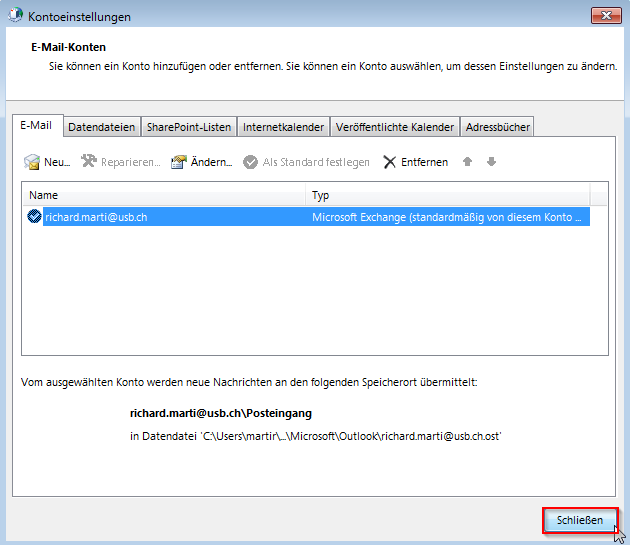 Kontoeinstellungen
E-Mail-Konten
Sie können ein Konto hinzufügen oder entfernen. Sie können ein Konto auswählen, um dessen Einstellungen zu ändern.
E-Mail Datendateien SharePoint-Listen Internetkalender Veröffentlichte Kalender Adressbücher
Neu... Reparieren... Ändern... Als Standard festlegen Entfernen
Name Typ
richard.marti@usb.ch Microsoft Exchange (standardmäßig von diesem Konto ...
Vom ausgewählten Konto werden neue Nachrichten an den folgenden Speicherort übermittelt:
richard.marti@usb.ch\Posteingang
in Datendatei 'C:\Users\martir\...\Microsoft\Outlook\richard.marti@usb.ch.ost'
Schließen